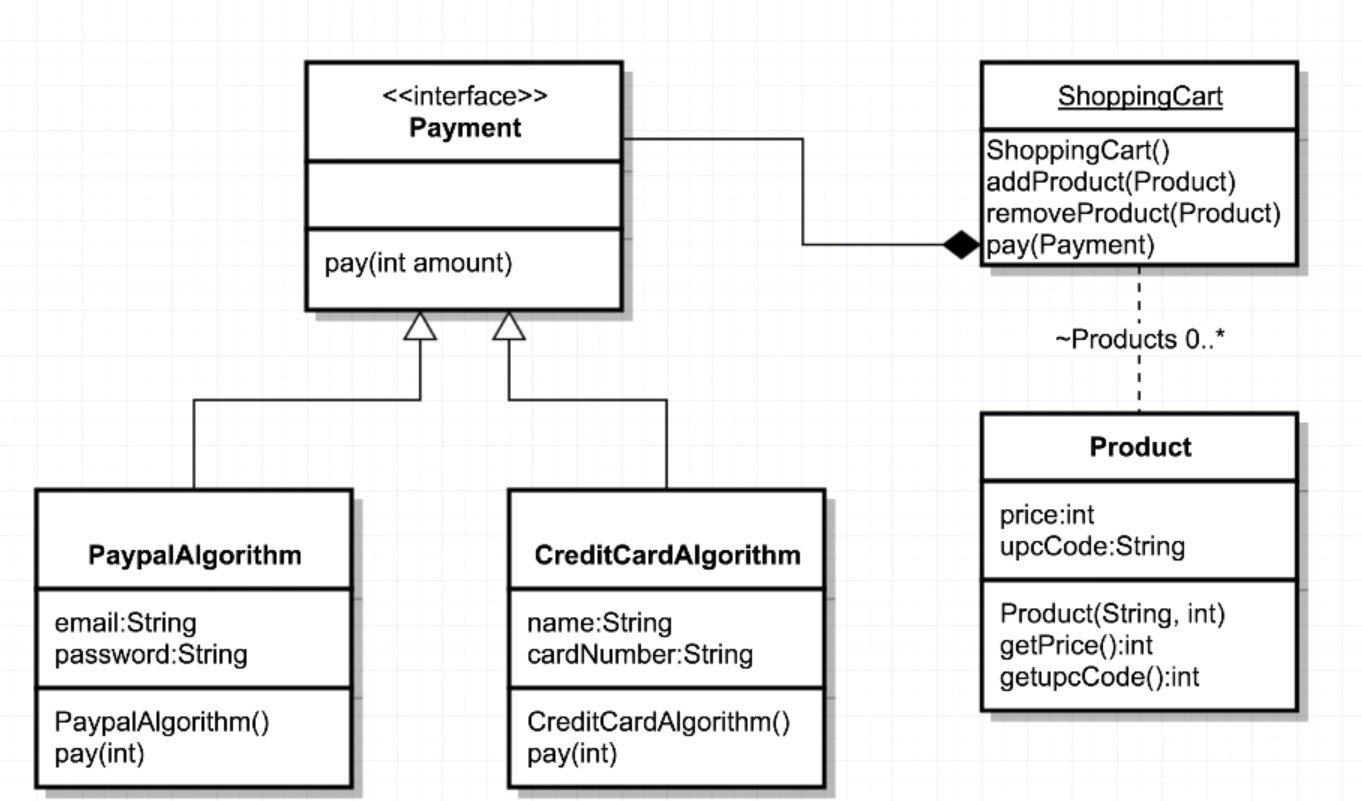 <<interface>>
Payment
pay(int amount)
ShoppingCart
ShoppingCart()
addProduct(Product)
removeProduct(Product)
pay(Payment)
~Products 0..*
PaypalAlgorithm
email:String
password:String
PaypalAlgorithm()
pay(int)
CreditCardAlgorithm
name:String
cardNumber:String
CreditCardAlgorithm()
pay(int)
Product
price:int
upcCode:String
Product(String, int)
getPrice():int
getupcCode():int